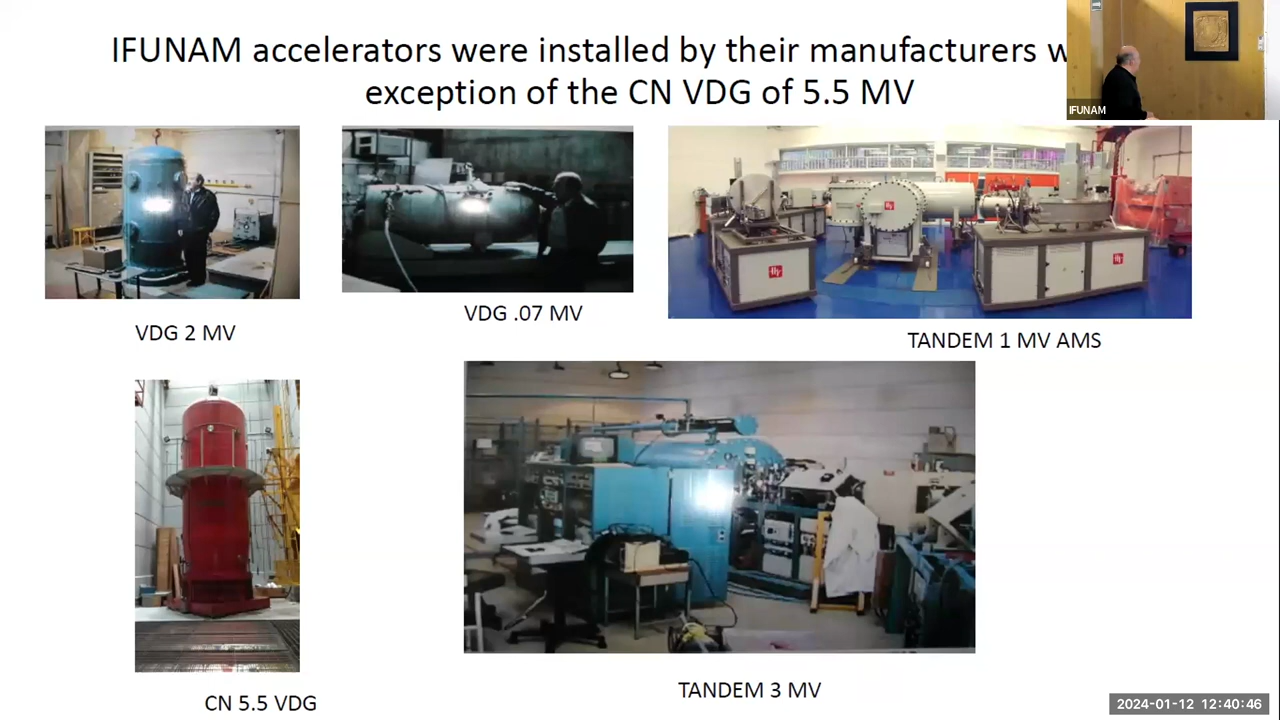 IFUNAM accelerators were installed by their manufacturers
exception of the CN VDG of 5.5 MV
IFUNAM
VDG 2 MV
VDG .07 MV
TANDEM 1 MV AMS
CN 5.5 VDG
TANDEM 3 MV
2024-01-12 12:40:46